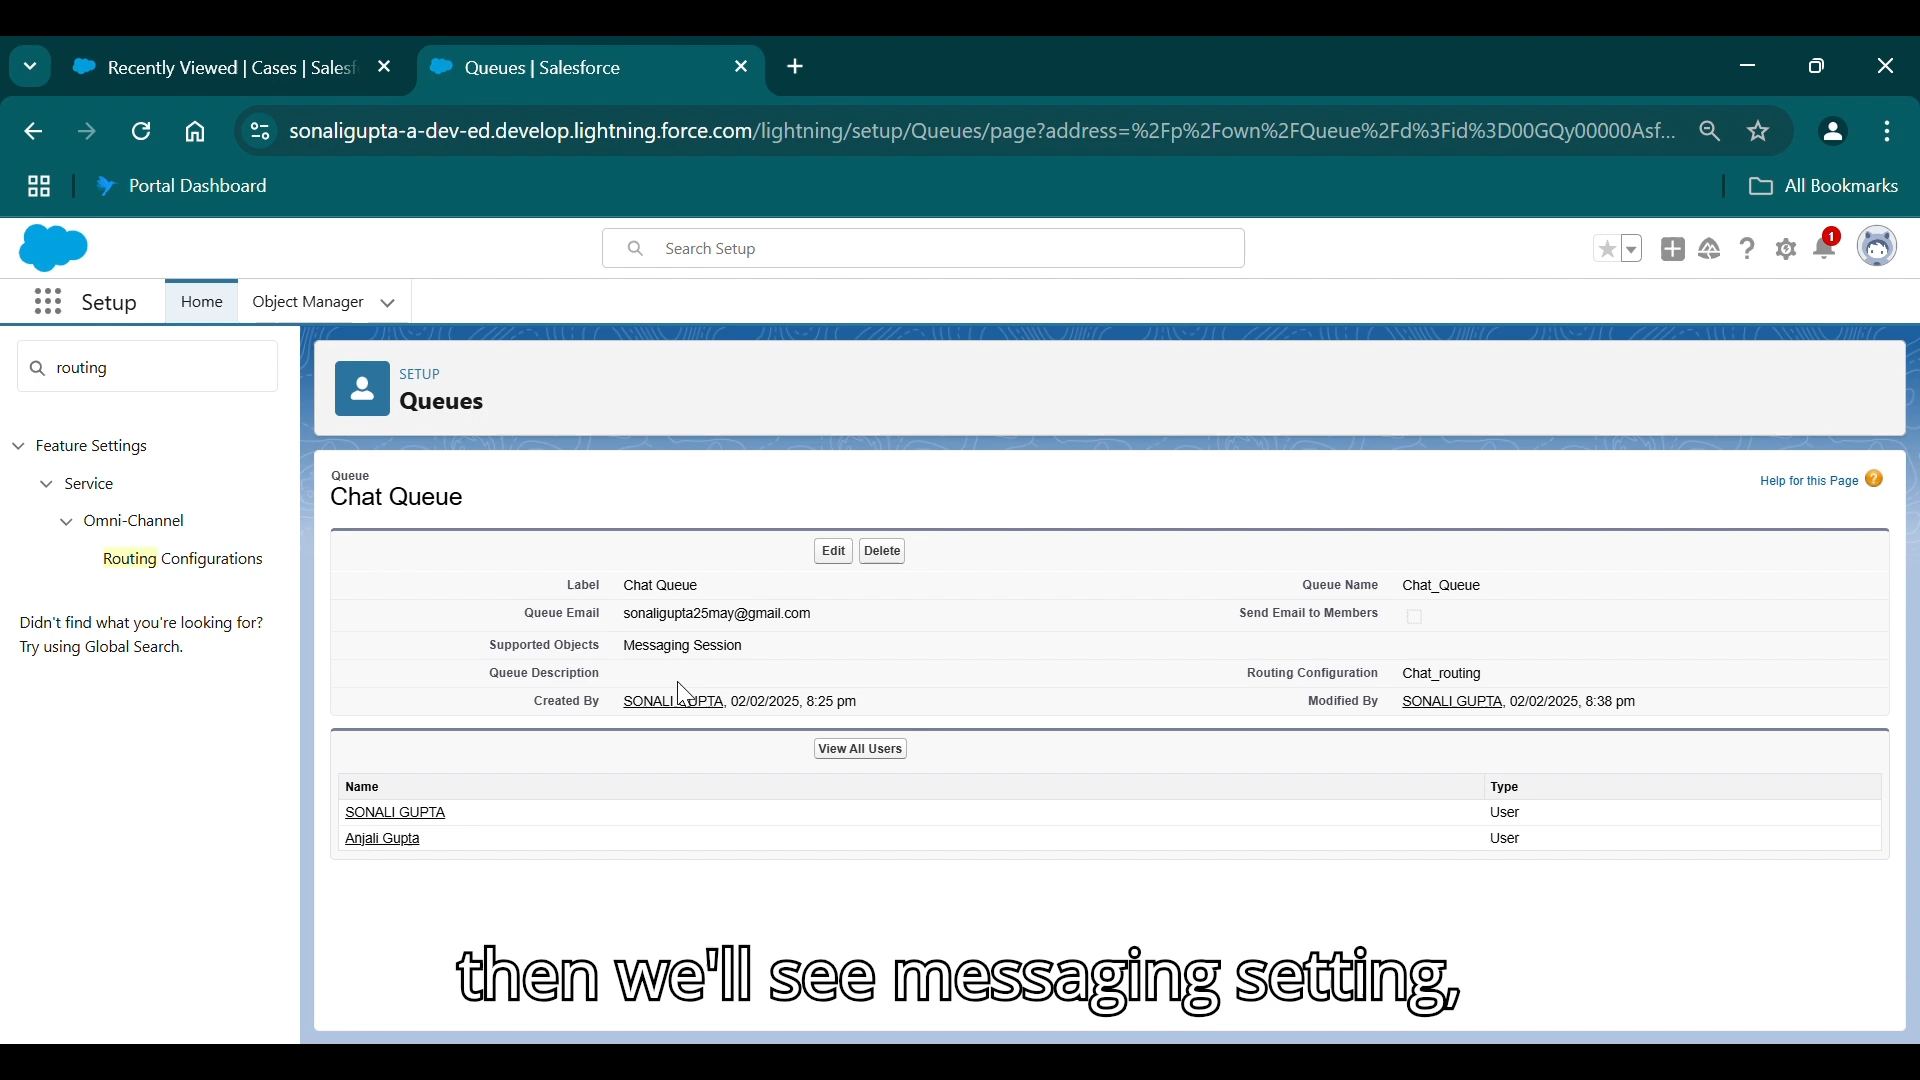 Recently Viewed | Cases | Salesf
Queues | Salesforce
sonaligupta-a-dev-ed.develop.lightning.force.com/lightning/setup/Queues/page?address=%2Fp%2Fown%2FQueue%2Fd%3Fid%3D00GQy00000Asf...
Portal Dashboard
All Bookmarks
Search Setup
1
Setup
Home
Object Manager
routing
SETUP
Queues
Feature Settings
Service
Omni-Channel
Routing Configurations
Didn't find what you're looking for?
Try using Global Search.
Queue
Chat Queue
Help for this Page ?
Edit Delete
Label Chat Queue Queue Name Chat_Queue
Queue Email sonaligupta25may@gmail.com Send Email to Members
Supported Objects Messaging Session
Queue Description Routing Configuration Chat_routing
Created By SONALI GUPTA, 02/02/2025, 8:25 pm Modified By SONALI GUPTA, 02/02/2025, 8:38 pm
View All Users
Name Type
SONALI GUPTA User
Anjali Gupta User
then we'll see messaging setting,